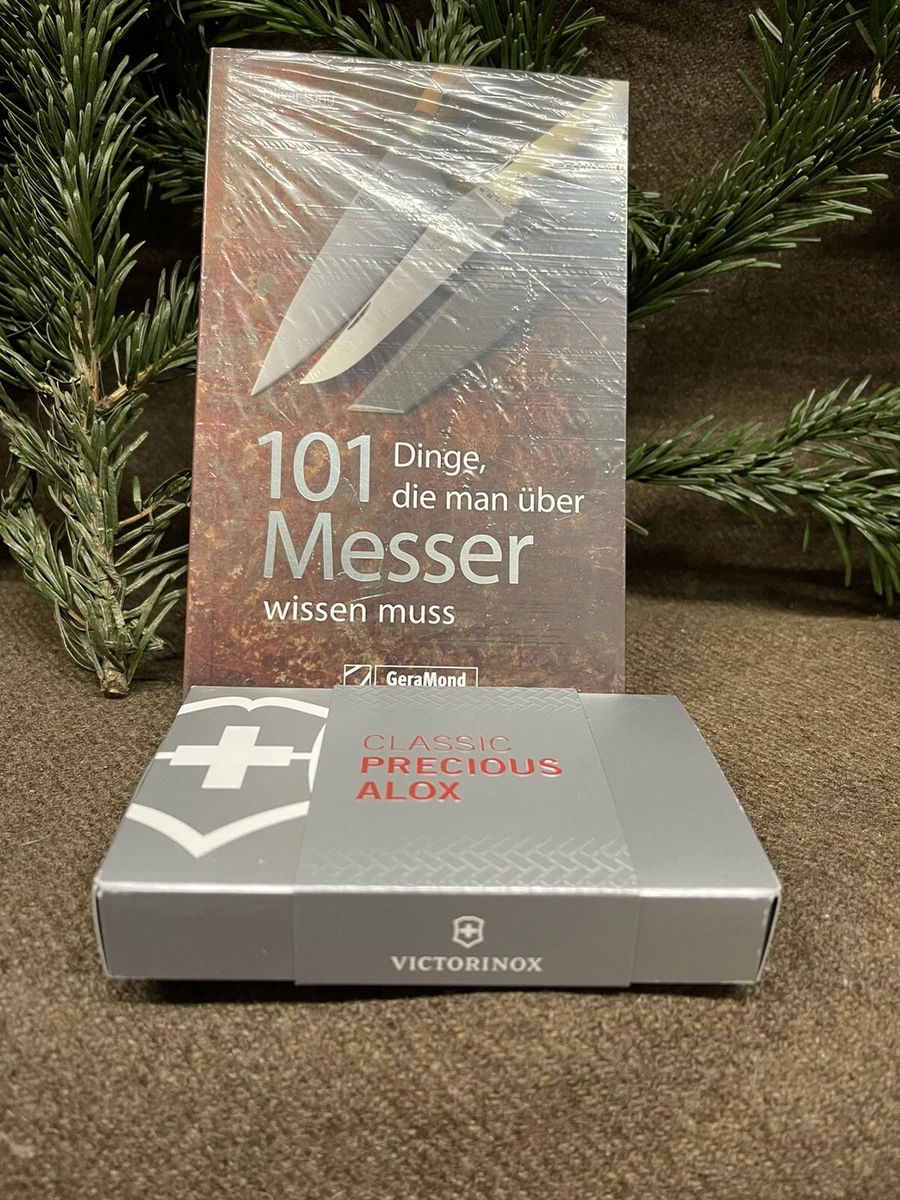 101 Dinge,
die man über
Messer
wissen muss
GeraMond
CLASSIC
PRECIOUS
ALOX
VICTORINOX